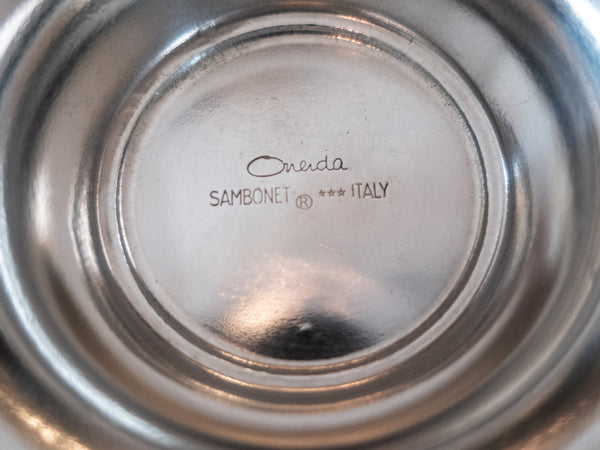 Oneida
SAMBONET ® *** ITALY